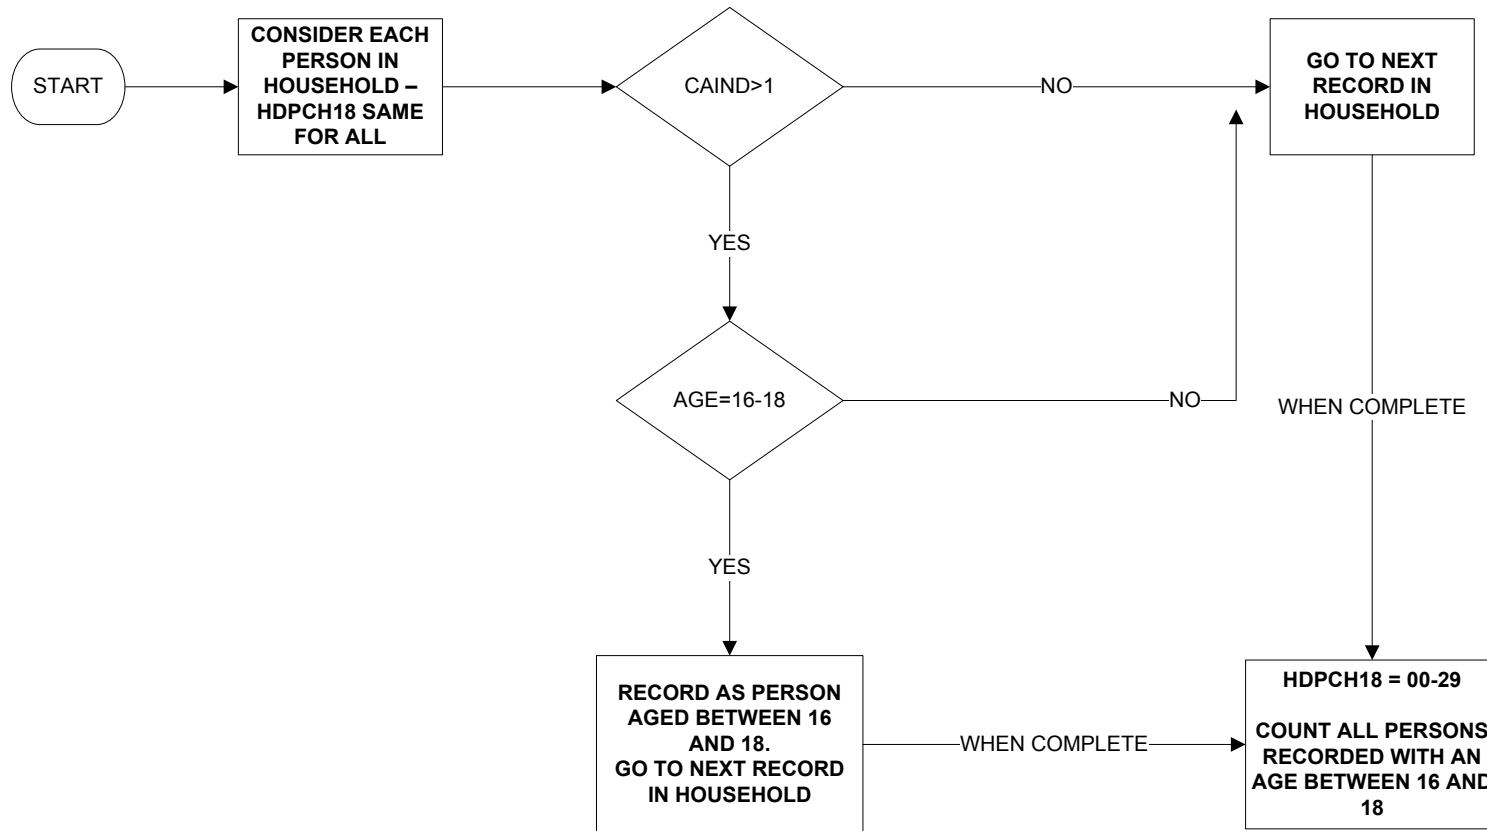 START
CONSIDER EACH
PERSON IN
HOUSEHOLD –
HDPCH18 SAME
FOR ALL
CAIND>1
NO
GO TO NEXT
RECORD IN
HOUSEHOLD
YES
AGE=16-18
NO
WHEN COMPLETE
YES
RECORD AS PERSON
AGED BETWEEN 16
AND 18.
GO TO NEXT RECORD
IN HOUSEHOLD
WHEN COMPLETE
HDPCH18 = 00-29
COUNT ALL PERSONS
RECORDED WITH AN
AGE BETWEEN 16 AND
18